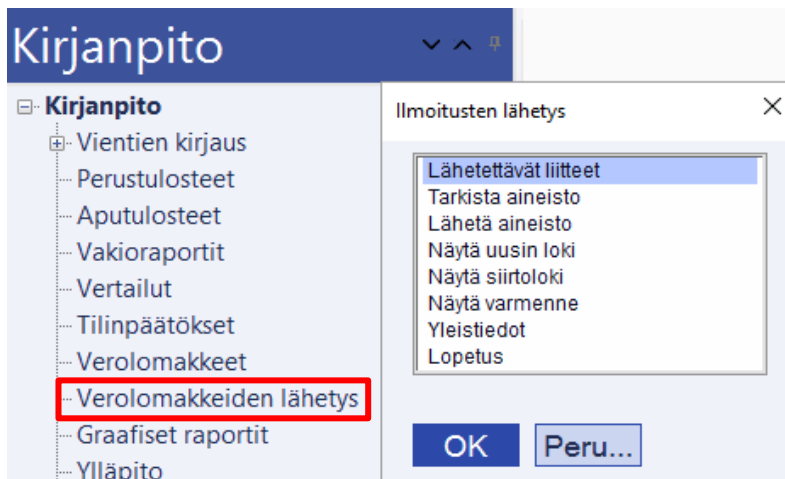 Kirjanpito
Kirjanpito
Vientien kirjaus
Perustulosteet
Aputulosteet
Vakioraportit
Vertailut
Tilinpäätökset
Verolomakkeet
Verolomakkeiden lähetys
Graafiset raportit
Ylläpito
Ilmoitusten lähetys
Lähetettävät liitteet
Tarkista aineisto
Lähetä aineisto
Näytä uusin loki
Näytä siirtoloki
Näytä varmenne
Yleistiedot
Lopetus
OK
Peru...